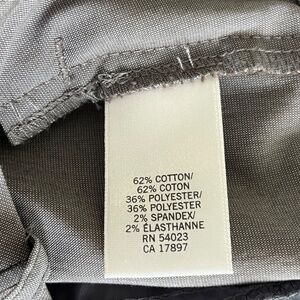 62% COTTON/
62% COTON
36% POLYESTER/
36% POLYESTER
2% SPANDEX/
2% ÉLASTHANNE
RN 54023
CA 17897